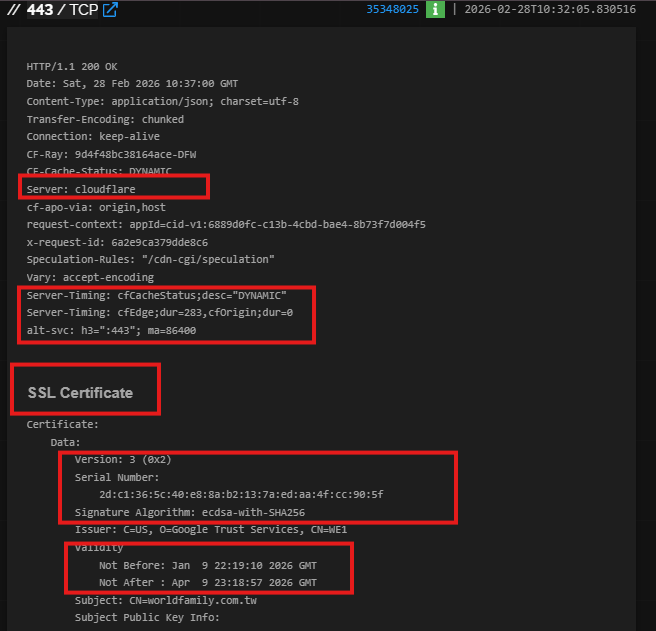 // 443 / TCP
35348025 i | 2026-02-28T10:32:05.830516
HTTP/1.1 200 OK
Date: Sat, 28 Feb 2026 10:37:00 GMT
Content-Type: application/json; charset=utf-8
Transfer-Encoding: chunked
Connection: keep-alive
CF-Ray: 9d4f48bc38164ace-DFW
CF-Cache-Status: DYNAMIC
Server: cloudflare
cf-apo-via: origin,host
request-context: appId=cid-v1:6889d0fc-c13b-4cbd-bae4-8b73f7d004f5
x-request-id: 6a2e9ca379dde8c6
Speculation-Rules: "/cdn-cgi/speculation"
Vary: accept-encoding
Server-Timing: cfCacheStatus;desc="DYNAMIC"
Server-Timing: cfEdge;dur=283,cfOrigin;dur=0
alt-svc: h3=":443"; ma=86400
SSL Certificate
Certificate:
Data:
Version: 3 (0x2)
Serial Number:
2d:c1:36:5c:40:e8:8a:b2:13:7a:ed:aa:4f:cc:90:5f
Signature Algorithm: ecdsa-with-SHA256
Issuer: C=US, O=Google Trust Services, CN=WE1
Validity
Not Before: Jan  9 22:19:10 2026 GMT
Not After : Apr  9 23:18:57 2026 GMT
Subject: CN=worldfamily.com.tw
Subject Public Key Info: